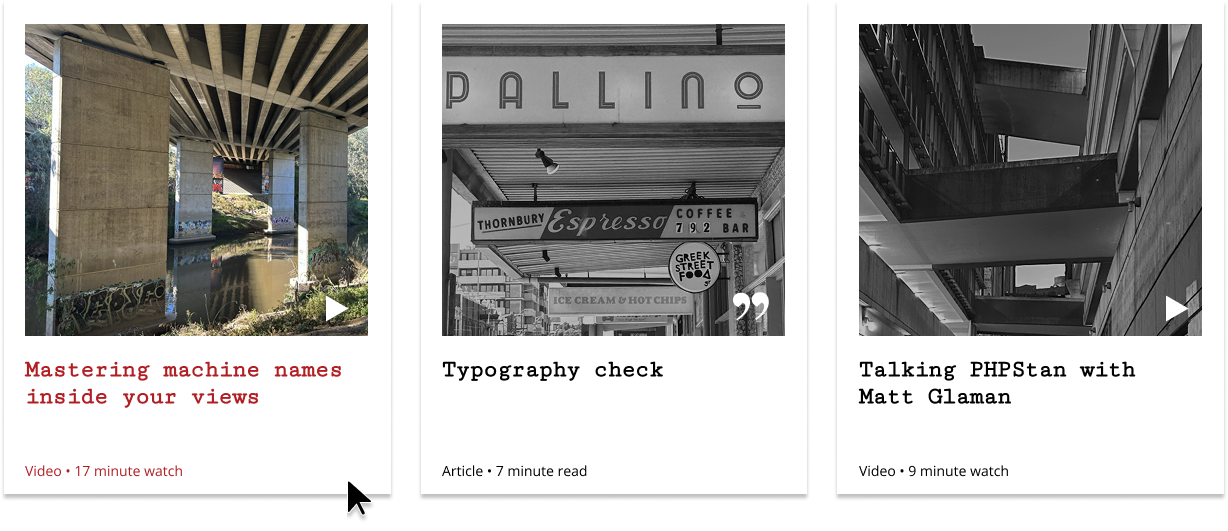 PALLINO
THORNBURY Espresso COFFEE BAR
792
GREEK
STREET
FOOD
ICE CREAM & HOT CHIPS
”
Mastering machine names
inside your views
Video • 17 minute watch
Typography check
Article • 7 minute read
Talking PHPStan with
Matt Glaman
Video • 9 minute watch